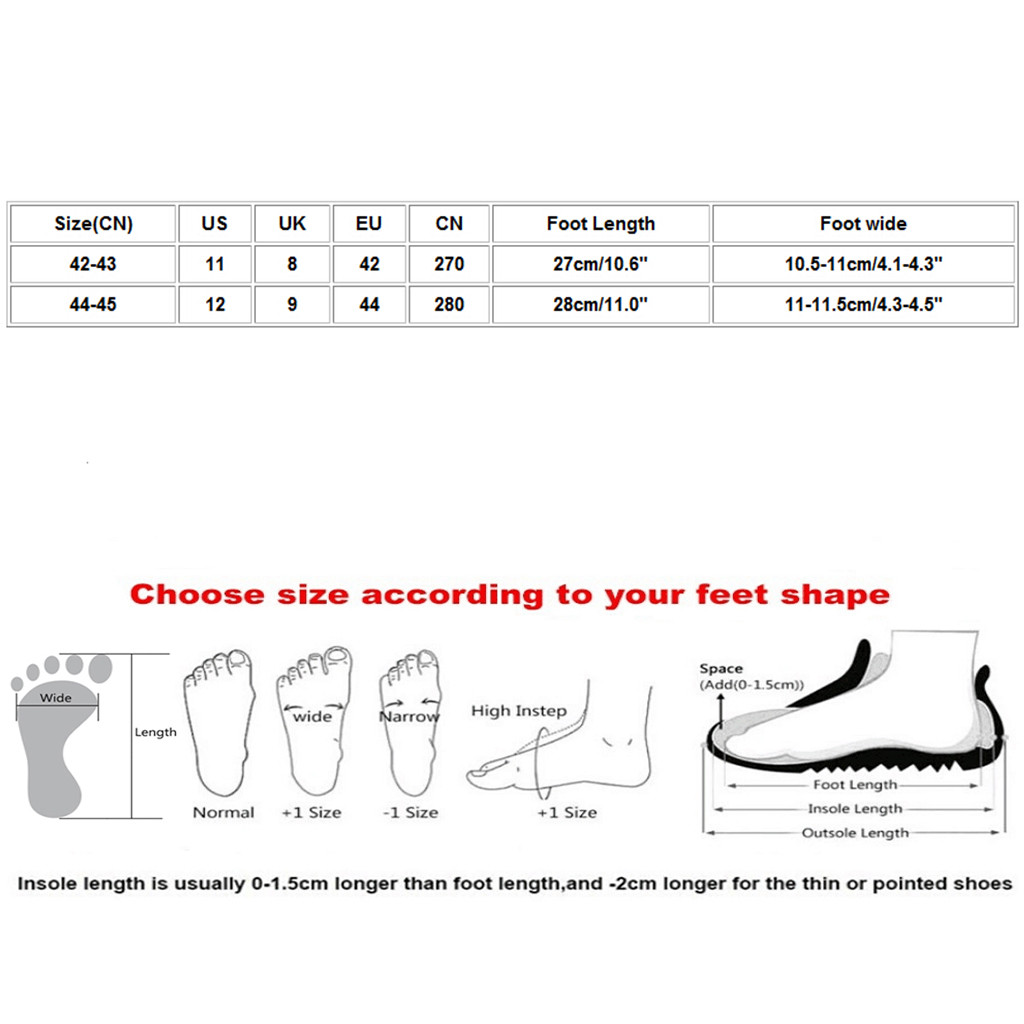 Size(CN) US UK EU CN Foot Length Foot wide
42-43 11 8 42 270 27cm/10.6" 10.5-11cm/4.1-4.3"
44-45 12 9 44 280 28cm/11.0" 11-11.5cm/4.3-4.5"
Choose size according to your feet shape
Wide
Length
Normal
wide
+1 Size
Narrow
-1 Size
High Instep
+1 Size
Space
(Add(0-1.5cm))
Foot Length
Insole Length
Outsole Length
Insole length is usually 0-1.5cm longer than foot length,and -2cm longer for the thin or pointed shoes